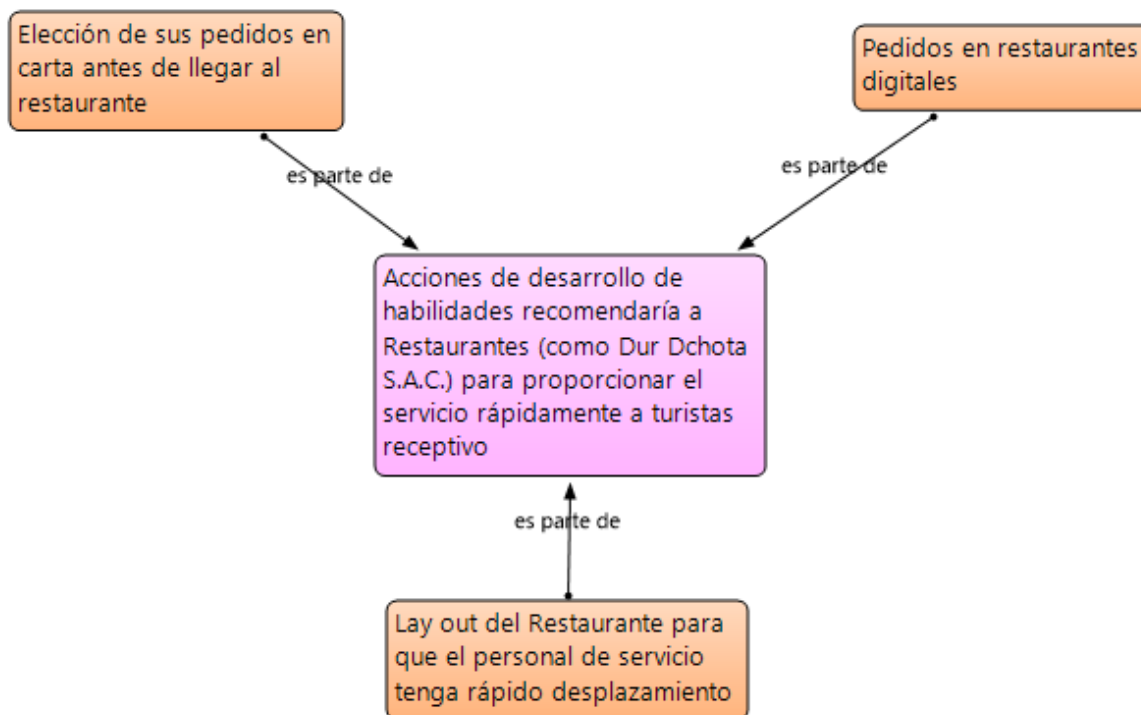 Elección de sus pedidos en
carta antes de llegar al
restaurante
Pedidos en restaurantes
digitales
es parte de
es parte de
Acciones de desarrollo de
habilidades recomendaría a
Restaurantes (como Dur Dchota
S.A.C.) para proporcionar el
servicio rápidamente a turistas
receptivo
es parte de
Lay out del Restaurante para
que el personal de servicio
tenga rápido desplazamiento